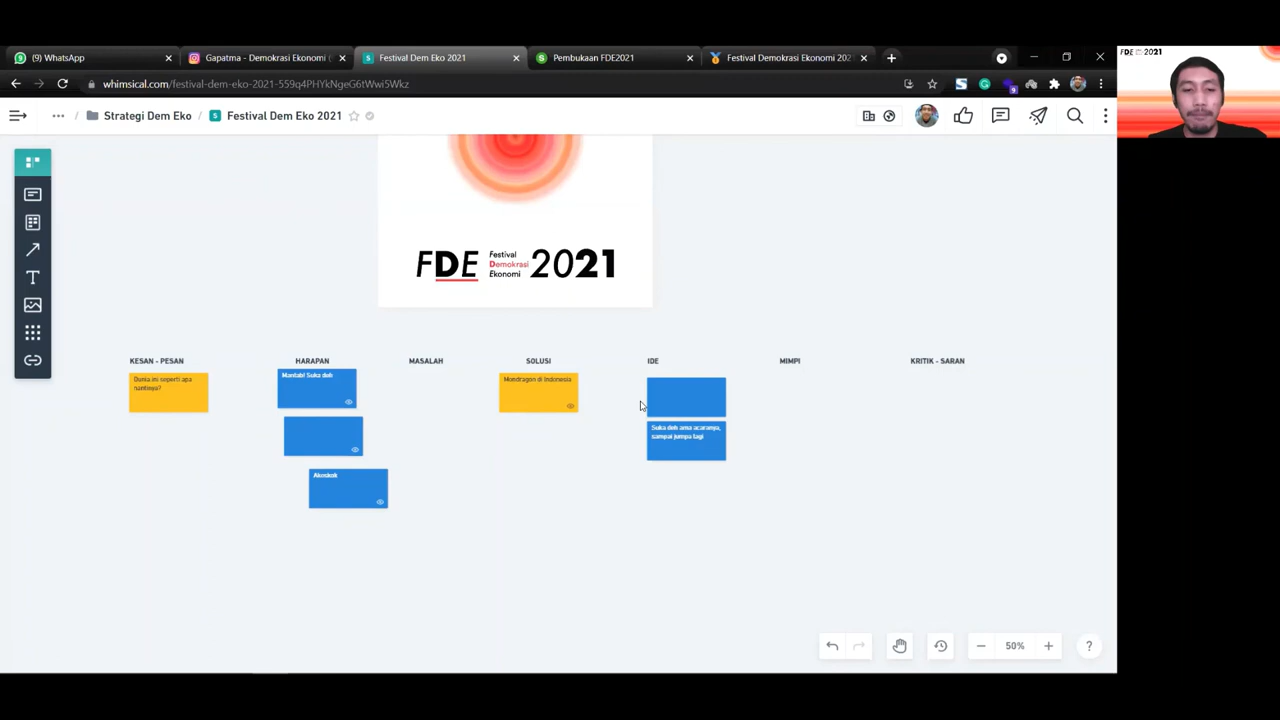 (9) WhatsApp
Gapatma - Demokrasi Ekonomi (
Festival Dem Eko 2021
Pembukaan FDE2021
Festival Demokrasi Ekonomi 202
whimsical.com/festival-dem-eko-2021-559q4PHYkNgeG6tWwi5Wkz
9
... / Strategi Dem Eko / Festival Dem Eko 2021
FDE 2021
FDE Festival Demokrasi Ekonomi 2021
KESAN - PESAN
HARAPAN
MASALAH
SOLUSI
IDE
MIMPI
KRITIK - SARAN
Dunia ini seperti apa
nantinya?
Mantab! Suka deh
Mondragon di Indonesia
Suka deh ama acaranya,
sampai jumpa lagi
50%
?